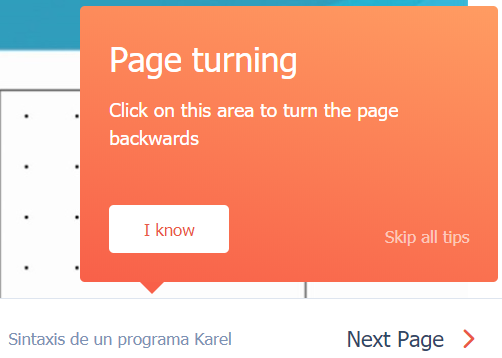 Page turning
Click on this area to turn the page
backwards
I know
Skip all tips
Sintaxis de un programa Karel
Next Page